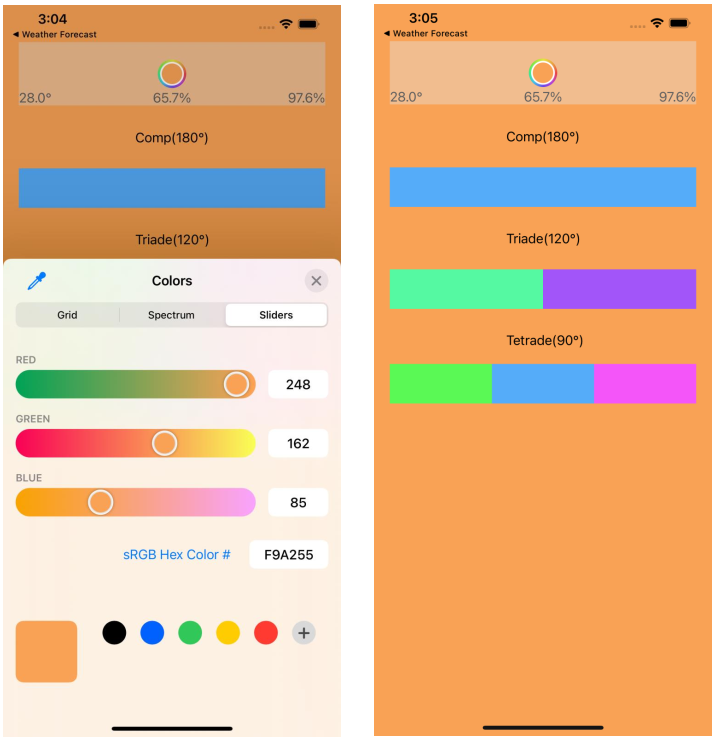 3:04
◀ Weather Forecast
28.0° 65.7% 97.6%
Comp(180°)
Triade(120°)
Colors
Grid Spectrum Sliders
RED
248
GREEN
162
BLUE
85
sRGB Hex Color # F9A255
3:05
◀ Weather Forecast
28.0° 65.7% 97.6%
Comp(180°)
Triade(120°)
Tetrade(90°)